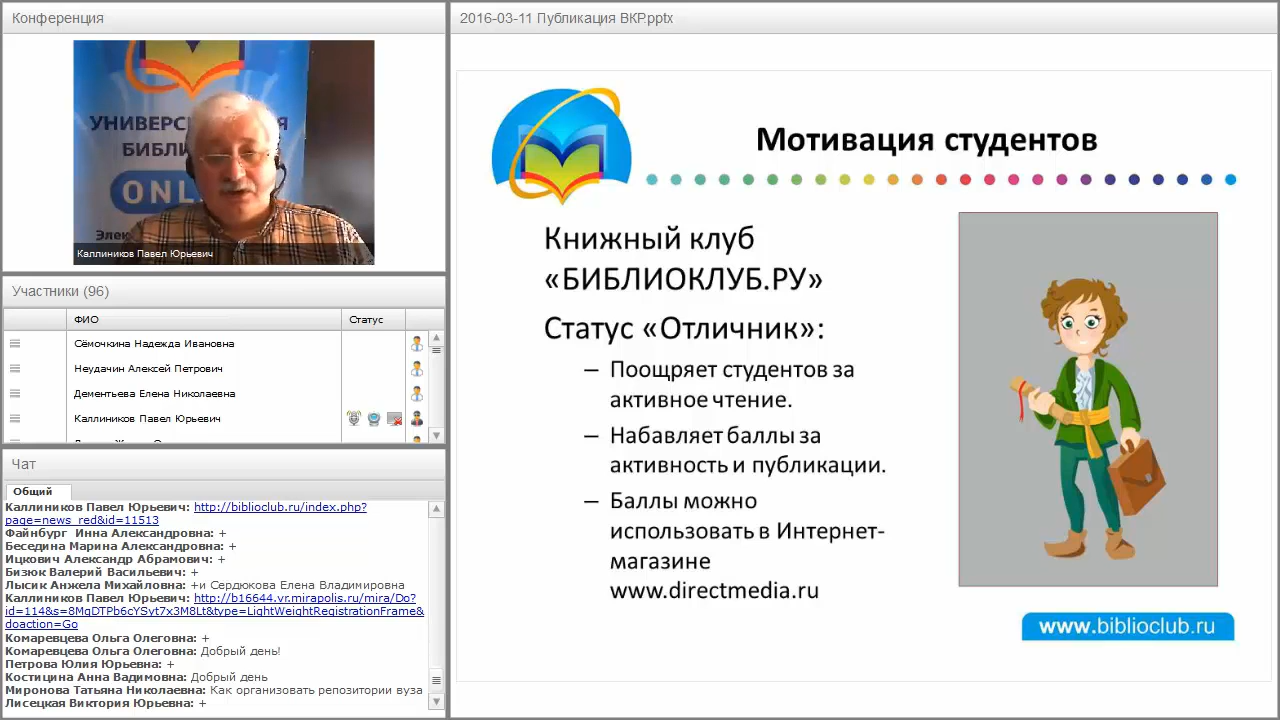 Конференция
УНИВЕРС
БИБЛИ
ONL
Элек
Каллиников Павел Юрьевич
Участники (96)
ФИО
Статус
Сёмочкина Надежда Ивановна
Неудачин Алексей Петрович
Дементьева Елена Николаевна
Каллиников Павел Юрьевич
Чат
Общий
Каллиников Павел Юрьевич: http://biblioclub.ru/index.php?
page=news_red&id=11513
Файнбург Инна Александровна: +
Беседина Марина Александровна: +
Ицкович Александр Абрамович: +
Бизюк Валерий Васильевич: +
Лысик Анжела Михайловна: +и Сердюкова Елена Владимировна
Каллиников Павел Юрьевич: http://b16644.vr.mirapolis.ru/mira/Do?
id=114&s=8MgDTPb6cYSyt7x3M8Lt&type=LightWeightRegistrationFrame&
doaction=Go
Комаревцева Ольга Олеговна: +
Комаревцева Ольга Олеговна: Добрый день!
Петрова Юлия Юрьевна: +
Костицина Анна Вадимовна: Добрый день
Миронова Татьяна Николаевна: Как организовать репозитории вуза
Лисецкая Виктория Юрьевна: +
2016-03-11 Публикация ВКР.pptx
Мотивация студентов
Книжный клуб
«БИБЛИОКЛУБ.РУ»
Статус «Отличник»:
– Поощряет студентов за
активное чтение.
– Набавляет баллы за
активность и публикации.
– Баллы можно
использовать в Интернет-
магазине
www.directmedia.ru
www.biblioclub.ru